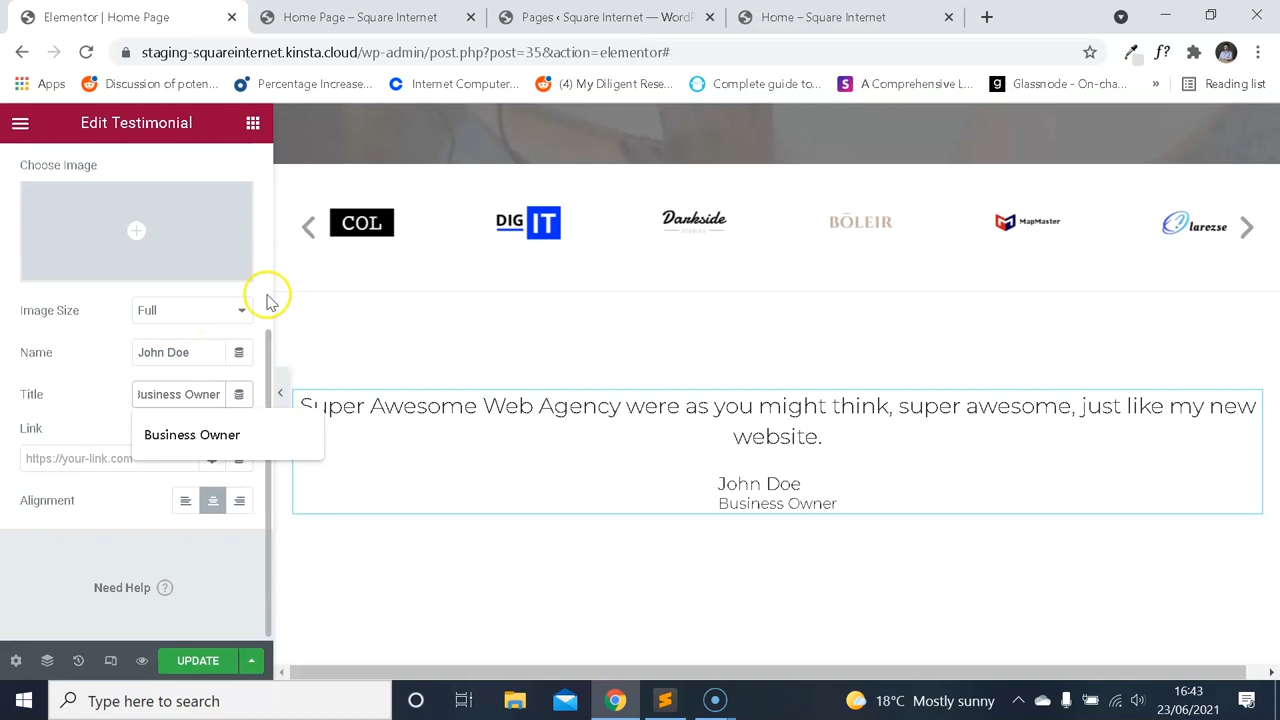 Elementor | Home Page
Home Page – Square Internet
Pages ‹ Square Internet — WordP
Home – Square Internet
staging-squareinternet.kinsta.cloud/wp-admin/post.php?post=35&action=elementor#
Apps
Discussion of poten...
Percentage Increase...
Internet Computer...
(4) My Diligent Rese...
Complete guide to...
A Comprehensive, L...
Glassnode - On-cha...
»
Reading list
Edit Testimonial
Choose Image
Image Size
Full
Name
John Doe
Title
Business Owner
Business Owner
Link
https://your-link.com
Alignment
Need Help
UPDATE
COL
DIG IT
Darkside
BŌLEIR
MapMaster
larozse
Super Awesome Web Agency were as you might think, super awesome, just like my new
website.
John Doe
Business Owner
Type here to search
18°C Mostly sunny
16:43
23/06/2021